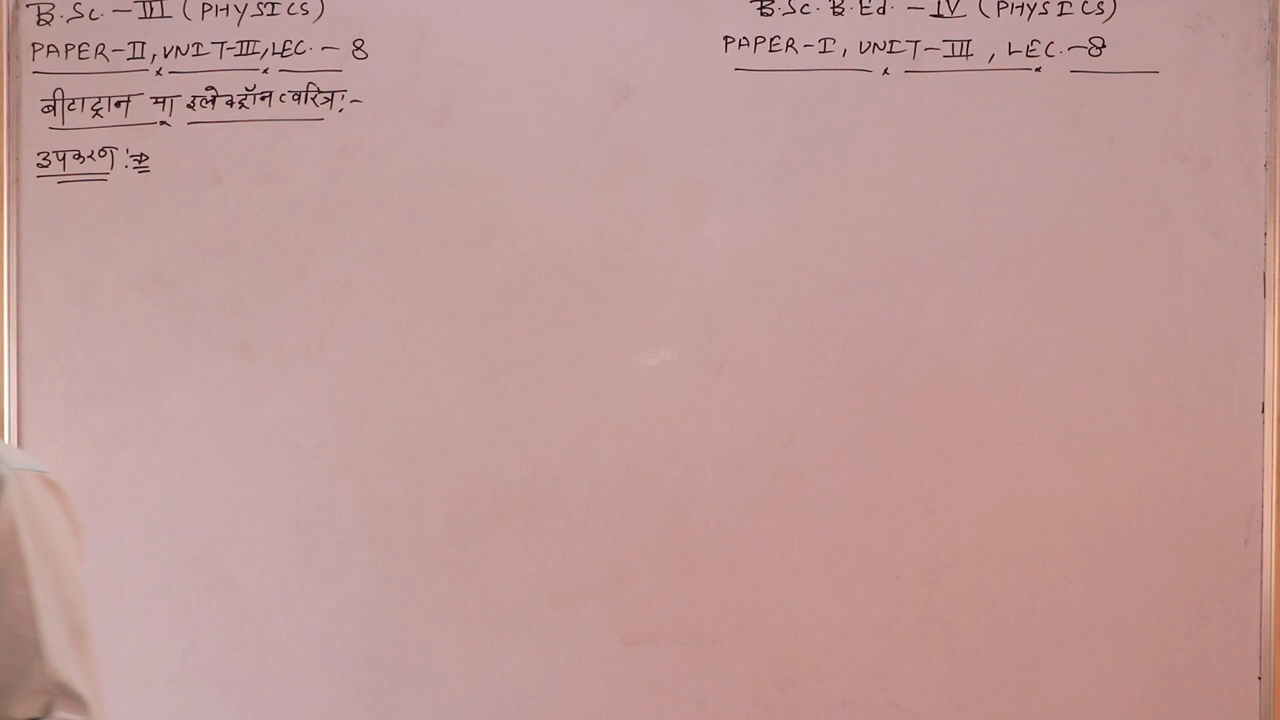 B.Sc. - III (PHYSICS)
PAPER-II, UNIT-III, LEC. - 8
बीटाट्रान या इलेक्ट्रॉन त्वरित्र :-
उपकरण :⇒
B.Sc. B.Ed. - IV (PHYSICS)
PAPER-I, UNIT-III, LEC. - 8